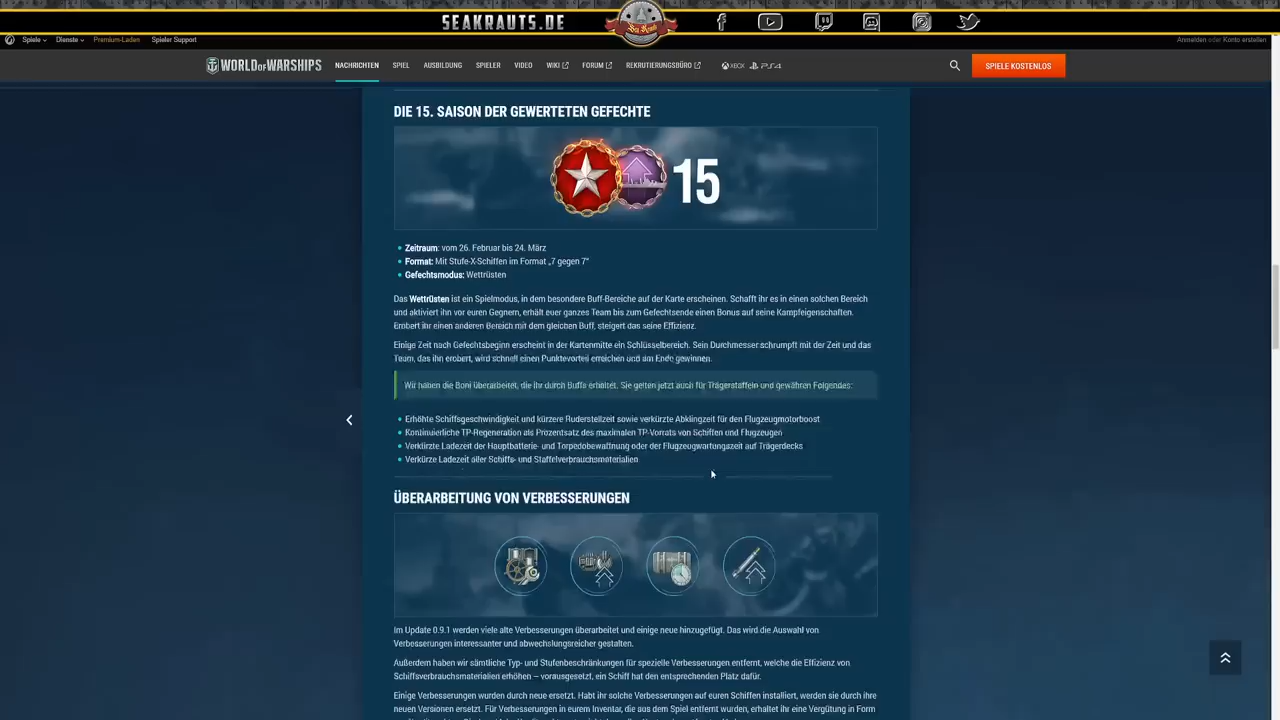 SEAKRAUTS.DE
Spiele Dienste Premium-Laden Spieler Support
Anmelden oder Konto erstellen
WORLD OF WARSHIPS NACHRICHTEN SPIEL AUSBILDUNG SPIELER VIDEO WIKI FORUM REKRUTIERUNGSBÜRO XBOX PS4 SPIELE KOSTENLOS
DIE 15. SAISON DER GEWERTETEN GEFECHTE
15
Zeitraum: vom 26. Februar bis 24. März
Format: Mit Stufe-X-Schiffen im Format „7 gegen 7“
Gefechtsmodus: Wettrüsten
Das Wettrüsten ist ein Spielmodus, in dem besondere Buff-Bereiche auf der Karte erscheinen. Schafft ihr es in einen solchen Bereich
und aktiviert ihn vor euren Gegnern, erhält euer ganzes Team bis zum Gefechtsende einen Bonus auf seine Kampfeigenschaften.
Erobert ihr einen anderen Bereich mit dem gleichen Buff, steigert das seine Effizienz.
Einige Zeit nach Gefechtsbeginn erscheint in der Kartenmitte ein Schlüsselbereich. Sein Durchmesser schrumpft mit der Zeit und das
Team, das ihn erobert, wird schnell einen Punktevorteil erreichen und am Ende gewinnen.
Wir haben die Boni überarbeitet, die ihr durch Buffs erhaltet. Sie gelten jetzt auch für Trägerstaffeln und gewähren Folgendes:
Erhöhte Schiffsgeschwindigkeit und kürzere Ruderstellzeit sowie verkürzte Abklingzeit für den Flugzeugmotorboost
Kontinuierliche TP-Regeneration als Prozentsatz des maximalen TP-Vorrats von Schiffen und Flugzeugen
Verkürzte Ladezeit der Hauptbatterie- und Torpedobewaffnung oder der Flugzeugwartungszeit auf Trägerdecks
Verkürze Ladezeit aller Schiffs- und Staffelverbrauchsmaterialien
ÜBERARBEITUNG VON VERBESSERUNGEN
Im Update 0.9.1 werden viele alte Verbesserungen überarbeitet und einige neue hinzugefügt. Das wird die Auswahl von
Verbesserungen interessanter und abwechslungsreicher gestalten.
Außerdem haben wir sämtliche Typ- und Stufenbeschränkungen für spezielle Verbesserungen entfernt, welche die Effizienz von
Schiffsverbrauchsmaterialien erhöhen – vorausgesetzt, ein Schiff hat den entsprechenden Platz dafür.
Einige Verbesserungen wurden durch neue ersetzt. Habt ihr solche Verbesserungen auf euren Schiffen installiert, werden sie durch ihre
neuen Versionen ersetzt. Für Verbesserungen in eurem Inventar, die aus dem Spiel entfernt wurden, erhaltet ihr eine Vergütung in Form